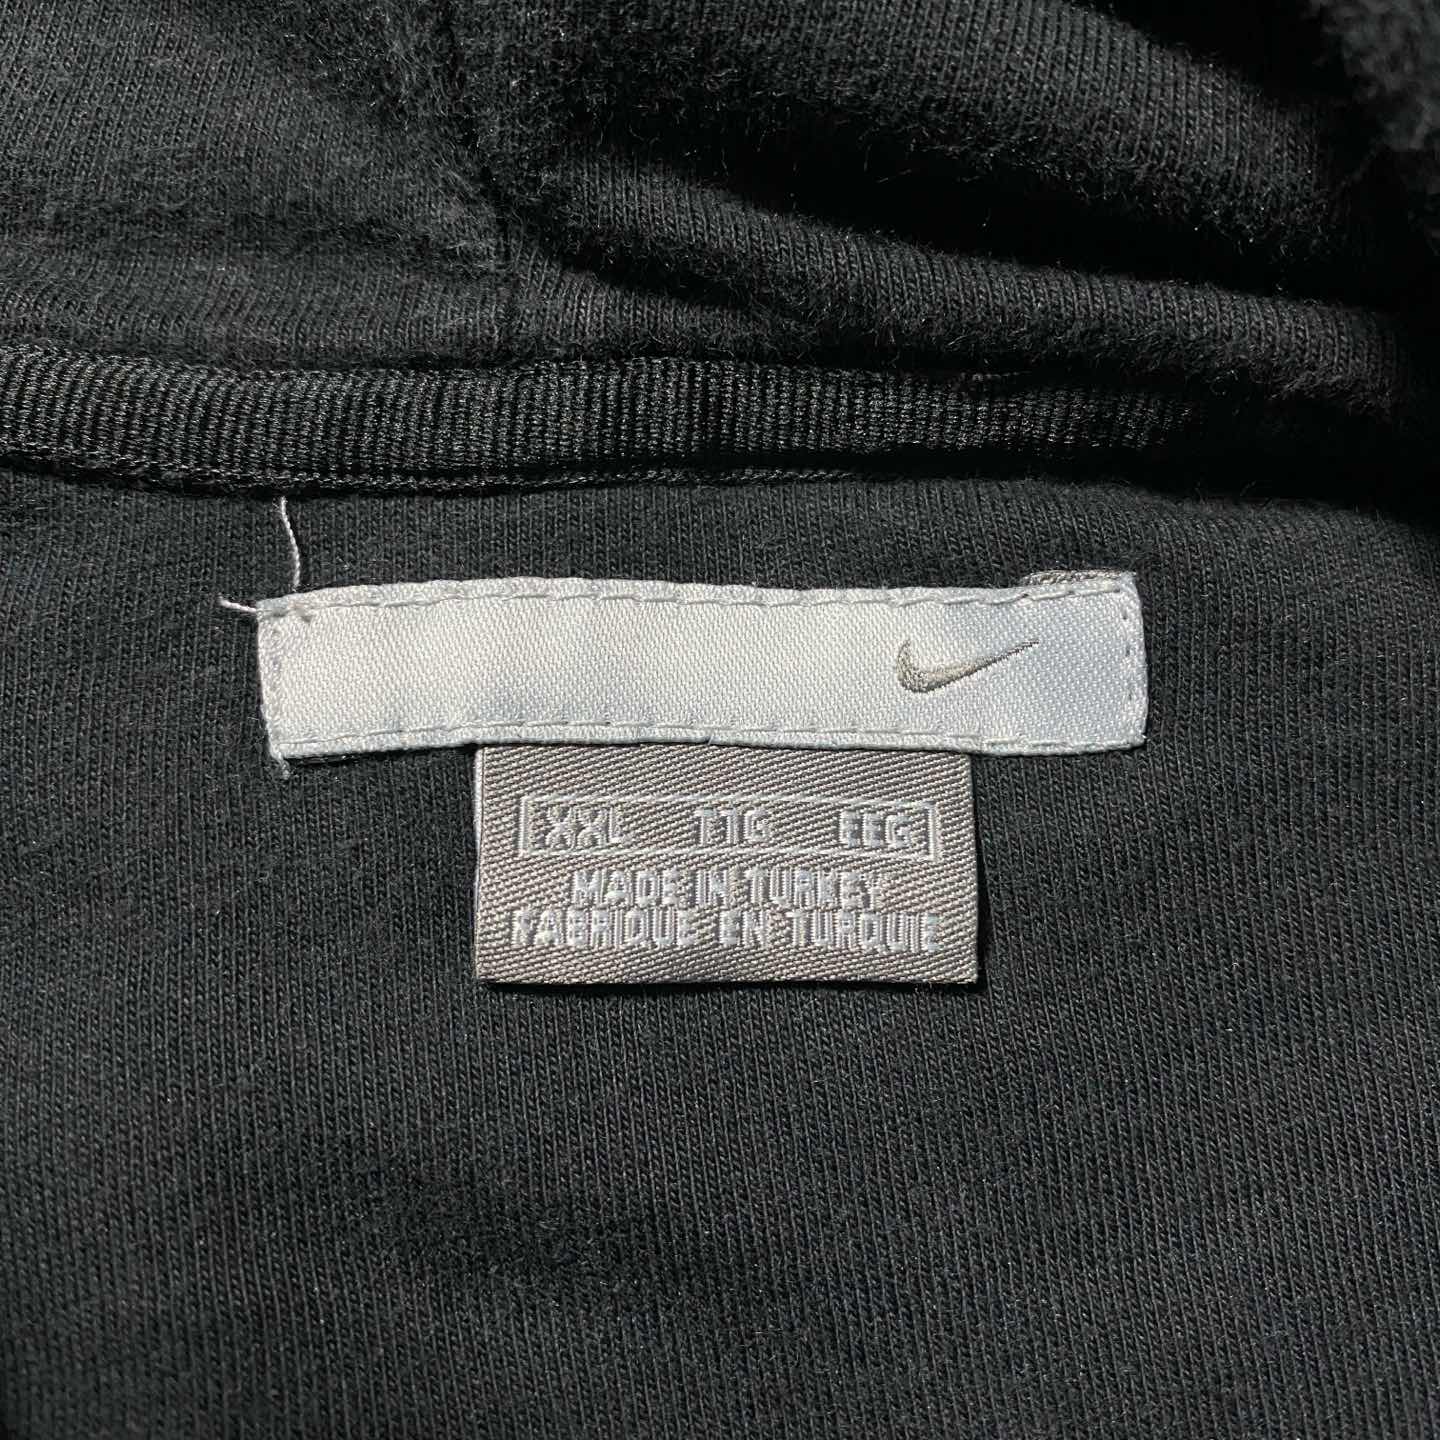 XXL TTG EEG
MADE IN TURKEY
FABRIQUE EN TURQUIE